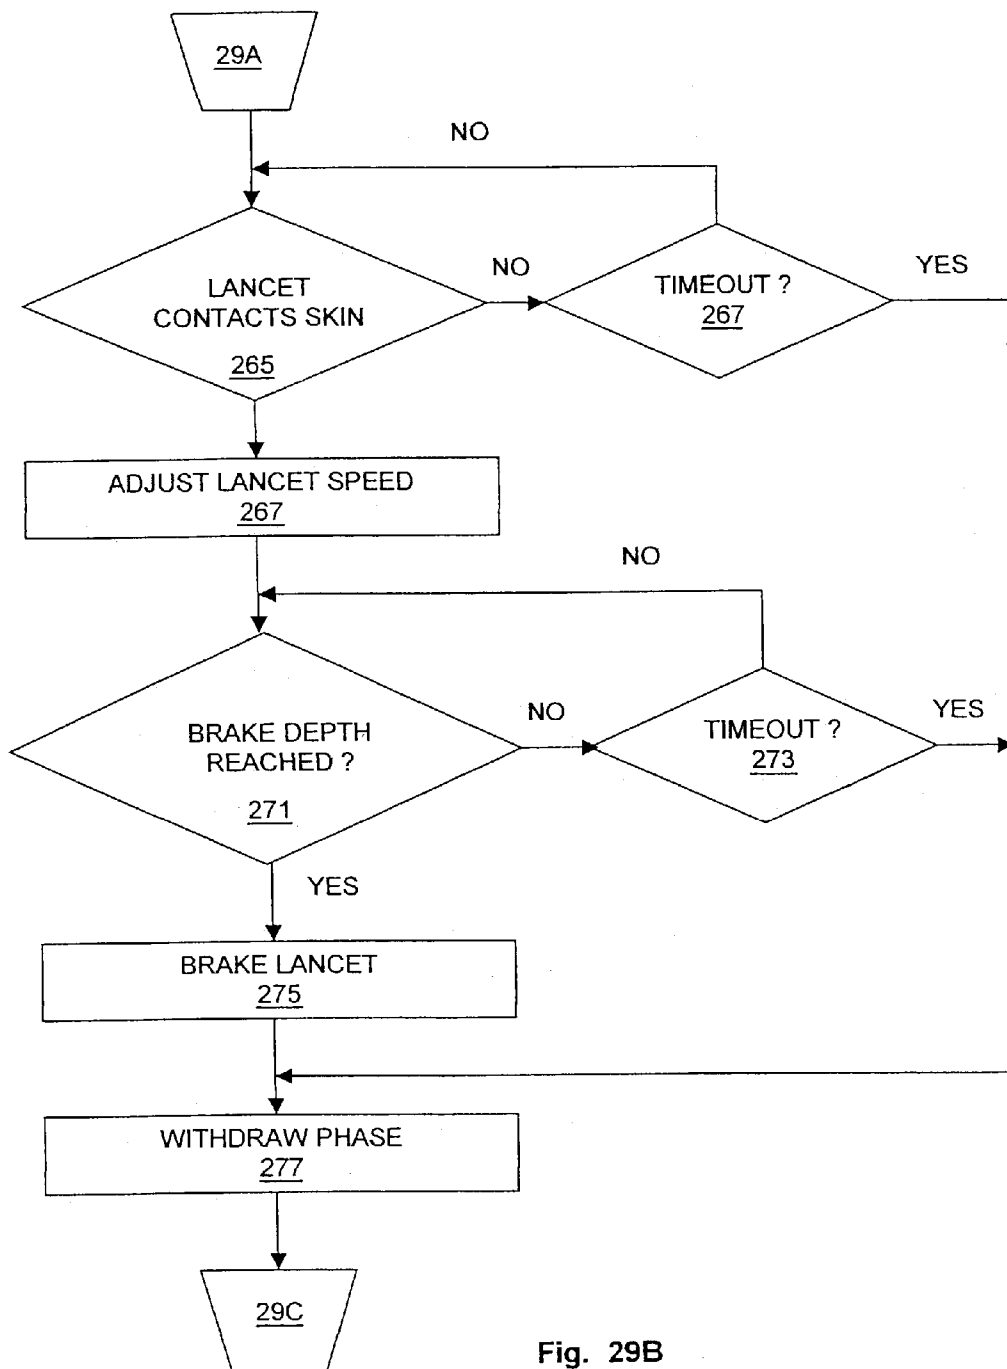 29A
NO
LANCET
CONTACTS SKIN
265
NO
TIMEOUT ?
267
YES
ADJUST LANCET SPEED
267
NO
BRAKE DEPTH
REACHED ?
271
NO
TIMEOUT ?
273
YES
YES
BRAKE LANCET
275
WITHDRAW PHASE
277
29C
Fig. 29B